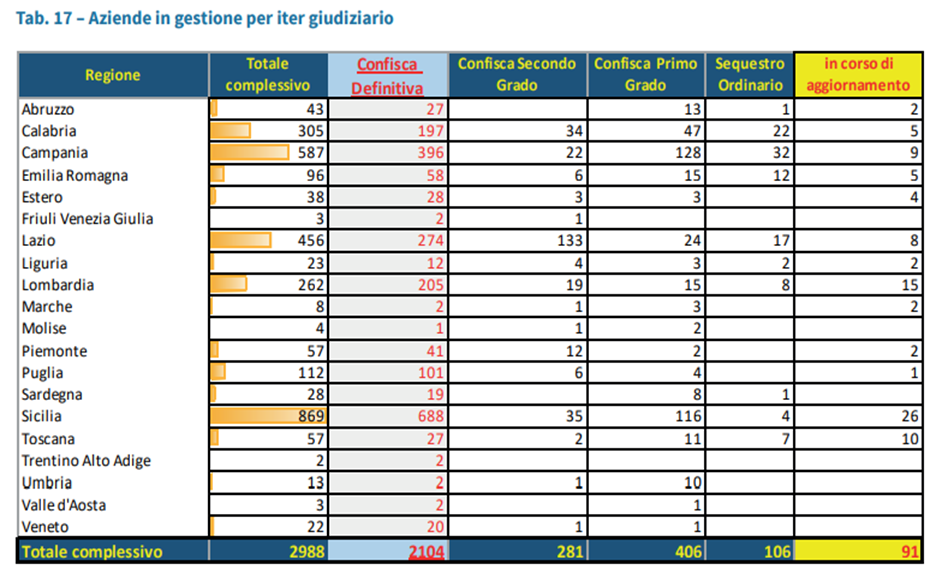 Tab. 17 – Aziende in gestione per iter giudiziario
Regione Totale complessivo Confisca Definitiva Confisca Secondo Grado Confisca Primo Grado Sequestro Ordinario in corso di aggiornamento
Abruzzo 43 27 13 1 2
Calabria 305 197 34 47 22 5
Campania 587 396 22 128 32 9
Emilia Romagna 96 58 6 15 12 5
Estero 38 28 3 3 4
Friuli Venezia Giulia 3 2 1
Lazio 456 274 133 24 17 8
Liguria 23 12 4 3 2 2
Lombardia 262 205 19 15 8 15
Marche 8 2 1 3 2
Molise 4 1 1 2
Piemonte 57 41 12 2 2
Puglia 112 101 6 4 1
Sardegna 28 19 8 1
Sicilia 869 688 35 116 4 26
Toscana 57 27 2 11 7 10
Trentino Alto Adige 2 2
Umbria 13 2 1 10
Valle d'Aosta 3 2 1
Veneto 22 20 1 1
Totale complessivo 2988 2104 281 406 106 91